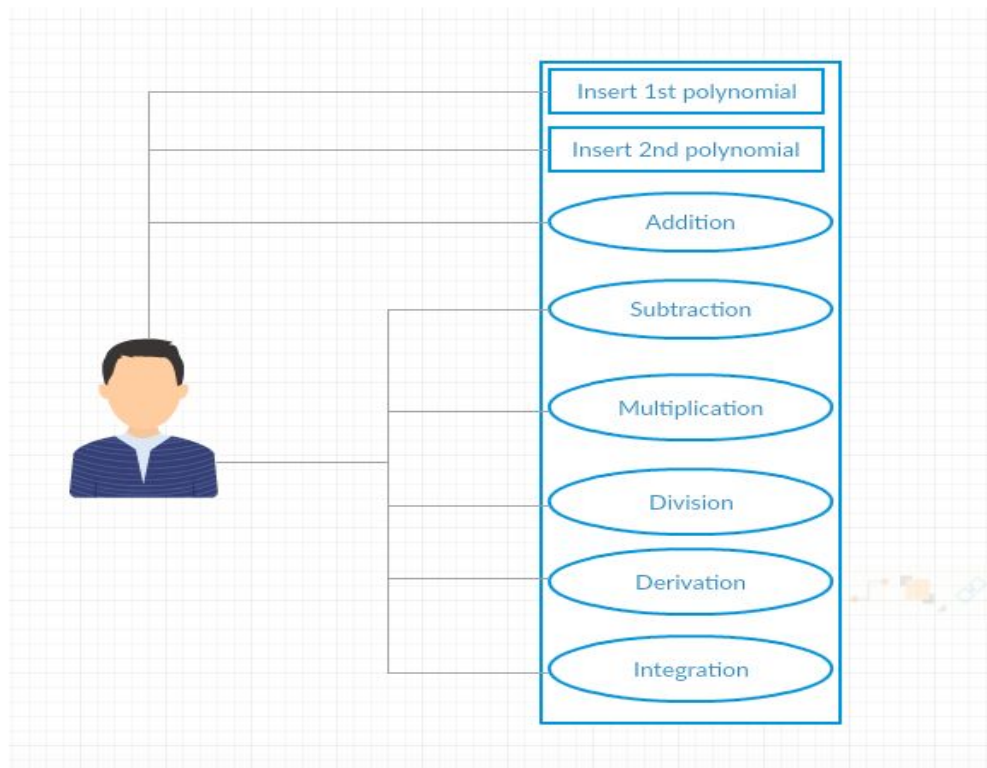 Insert 1st polynomial
Insert 2nd polynomial
Addition
Subtraction
Multiplication
Division
Derivation
Integration